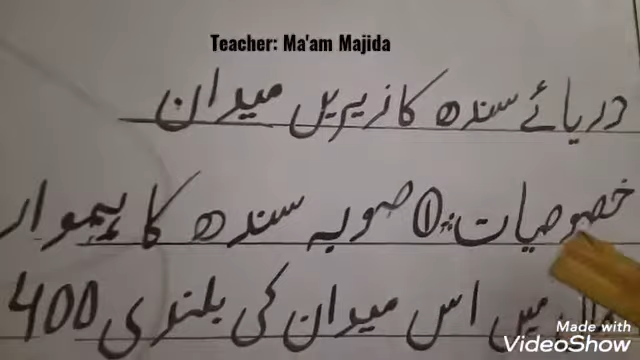 Teacher: Ma'am Majida
دریائے سندھ کا زیریں میدان
خصوصیات:- ① صوبہ سندھ کا ہموار
میں اس میدان کی بلندی 400
Made with
VideoShow